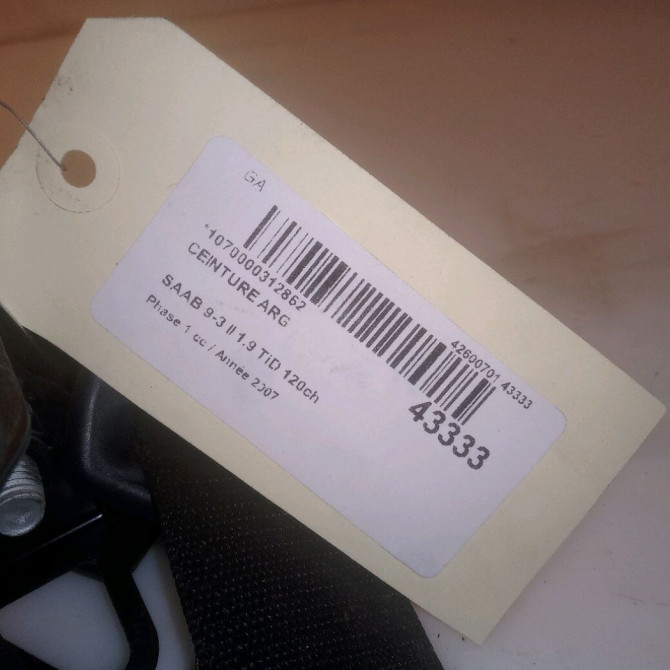 GA
*1070000312862
42600701 43333
CEINTURE ARG
43333
SAAB 9-3 II 1.9 TiD 120ch
Phase 1 cc / Année 2007